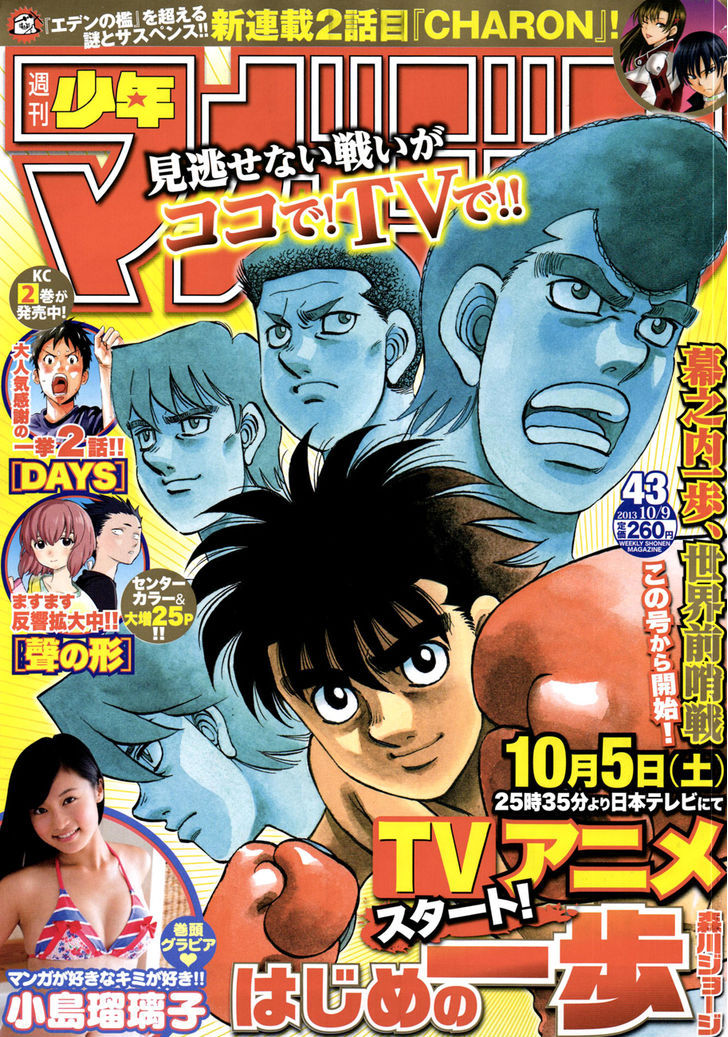 『エデンの檻』を超える
謎とサスペンス!!
新連載2話目『CHARON』!
週刊
少年
マガジン
見逃せない戦いが
ココで!TVで!!
KC
2巻が
発売中!
大人気感謝の
一挙2話!!
[DAYS]
43
2013 10/9
定価260円
WEEKLY SHONEN
MAGAZINE
幕之内一歩、世界前哨戦
この号から開始!
センター
カラー&
大増25P
!!
ますます
反響拡大中!!
[聲の形]
10月5日(土)
25時35分より日本テレビにて
TVアニメ
スタート!
はじめの一歩
森川ジョージ
巻頭
グラビア
マンガが好きなキミが好き!!
小島瑠璃子